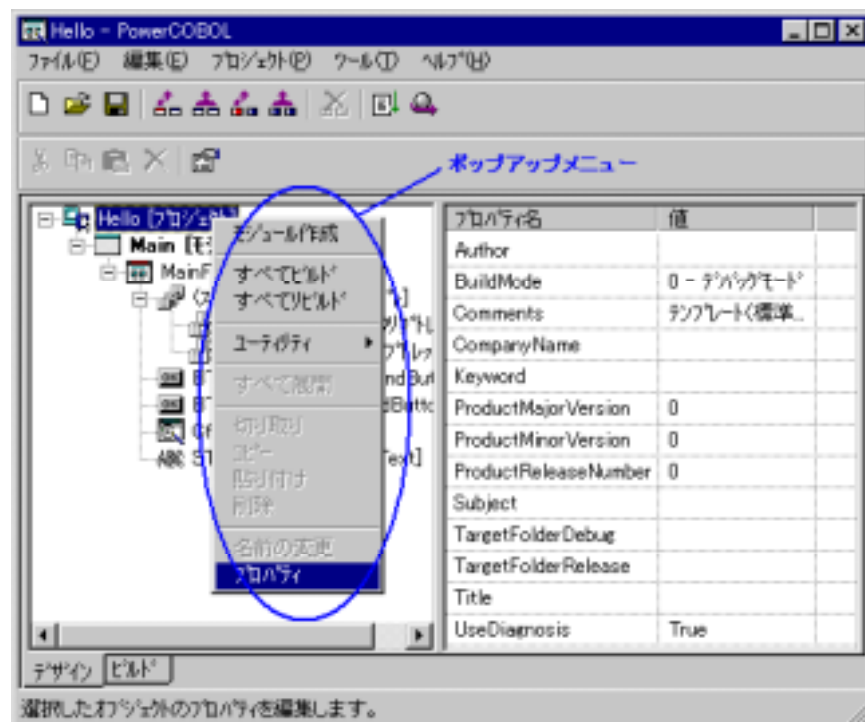 Hello - PowerCOBOL
ﾌｧｲﾙ(E) 編集(E) ﾌﾟﾛｼﾞｪｸﾄ(P) ﾂｰﾙ(T) ﾍﾙﾌﾟ(H)
ポップアップメニュー
Hello [ﾌﾟﾛｼﾞｪｸﾄ]
Main
MainF
モジュール作成
すべてﾋﾞﾙﾄﾞ
すべてﾘﾋﾞﾙﾄﾞ
ﾕｰﾃｨﾘﾃｨ
すべて展開
切り取り
ｺﾋﾟｰ
貼り付け
削除
名前の変更
ﾌﾟﾛﾊﾟﾃｨ
ﾌﾟﾛﾊﾟﾃｨ名 値
Author
BuildMode 0 - ﾃﾞﾊﾞｯｸﾞﾓｰﾄﾞ
Comments ﾃﾝﾌﾟﾚｰﾄ<標準...
CompanyName
Keyword
ProductMajorVersion 0
ProductMinorVersion 0
ProductReleaseNumber 0
Subject
TargetFolderDebug
TargetFolderRelease
Title
UseDiagnosis True
ﾃﾞｻﾞｲﾝ ﾋﾞﾙﾄﾞ
選択したｵﾌﾞｼﾞｪｸﾄのﾌﾟﾛﾊﾟﾃｨを編集します。